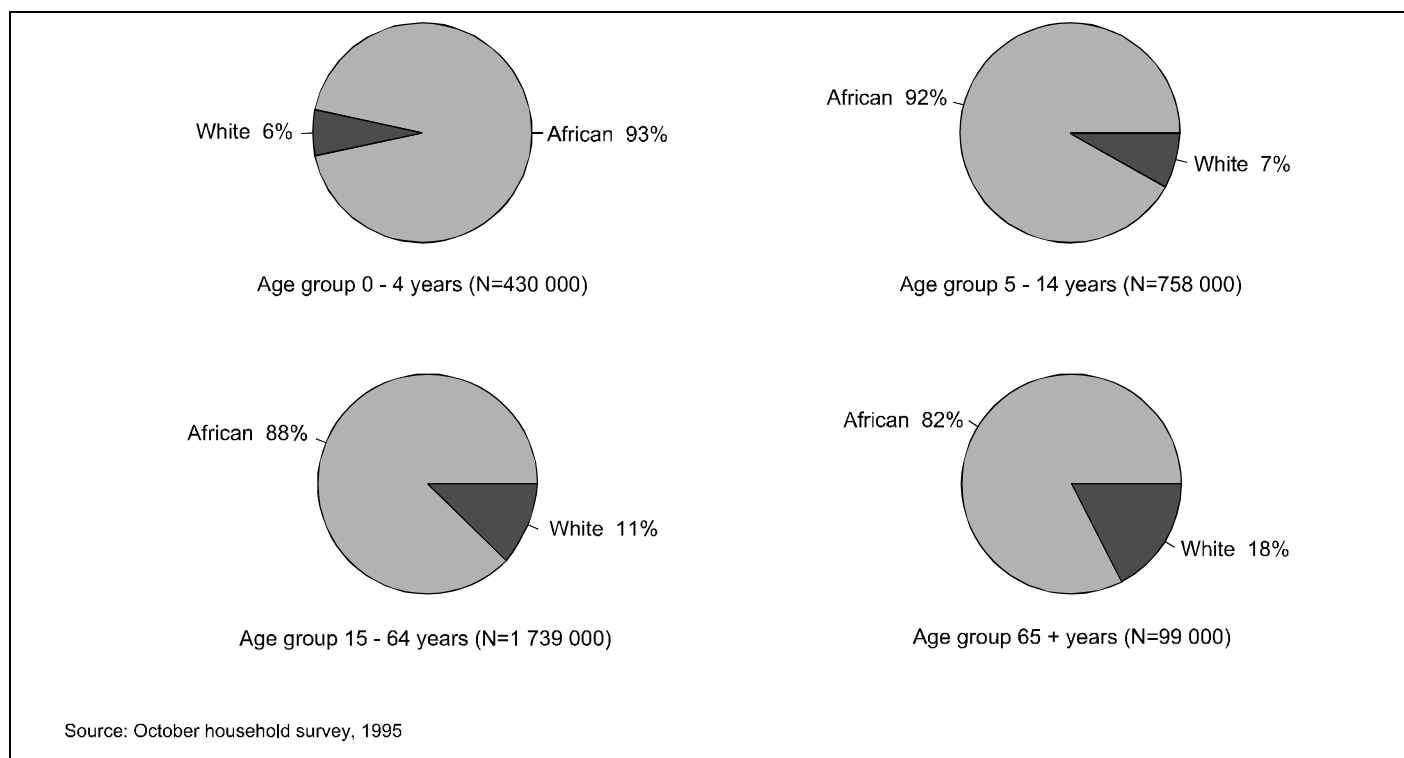 White 6%
African 93%
Age group 0 - 4 years (N=430 000)
African 92%
White 7%
Age group 5 - 14 years (N=758 000)
African 88%
White 11%
Age group 15 - 64 years (N=1 739 000)
African 82%
White 18%
Age group 65 + years (N=99 000)
Source: October household survey, 1995